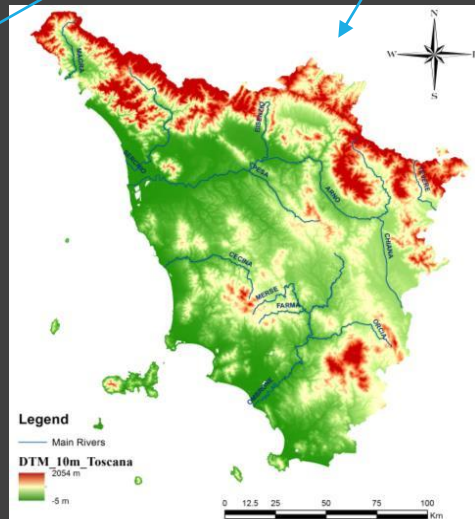 N
W
S
MAGRA
SERCHIO
BISENZIO
PESA
ARNO
TEVERE
CHIANA
CECINA
MERSE
FARMA
ORCIA
OMBRONE
Legend
Main Rivers
DTM_10m_Toscana
2054 m
-5 m
0 12.5 25 50 75 100
Km